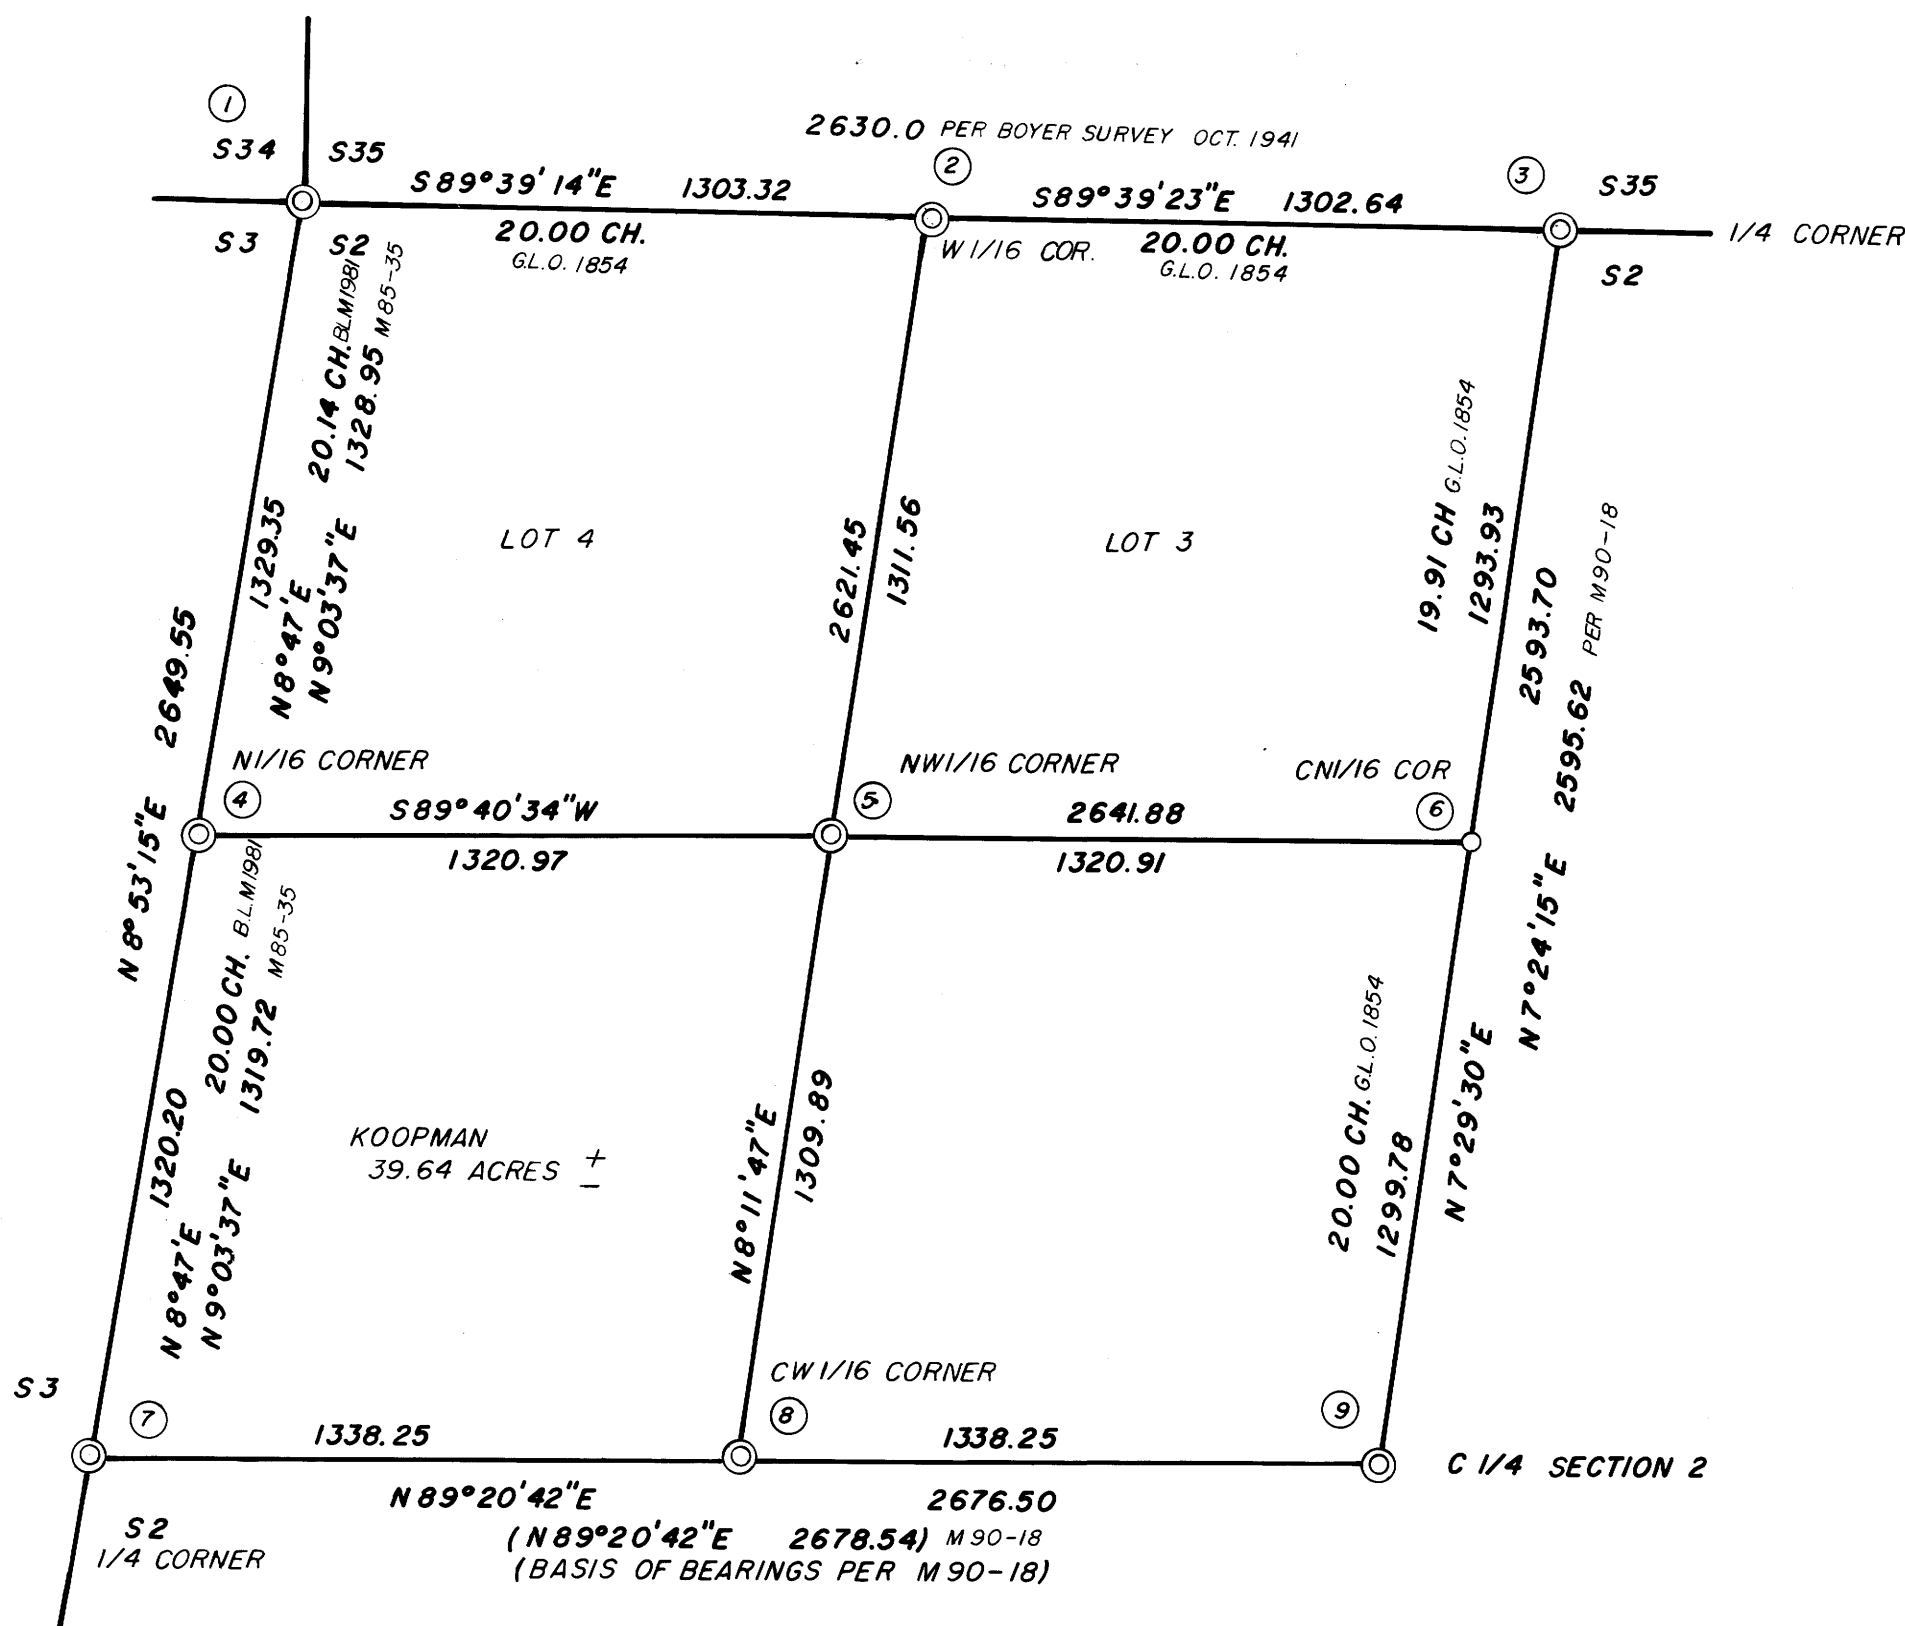 1
S34
S35
2630.0 PER BOYER SURVEY OCT. 1941
2
3
S35
S89°39'14"E 1303.32
S89°39'23"E 1302.64
S3
S2
20.00 CH.
G.L.O. 1854
W1/16 COR.
20.00 CH.
G.L.O. 1854
1/4 CORNER
S2
20.14 CH. BLM1981
1328.95 M85-35
1329.35
N8°47'E
N9°03'37"E
LOT 4
2621.45
1311.56
LOT 3
19.91 CH G.L.O. 1854
1293.93
2593.70
2595.62 PER M90-18
2649.55
N8°53'15"E
N1/16 CORNER
4
S89°40'34"W
1320.97
5
NW1/16 CORNER
2641.88
1320.91
CN1/16 COR
6
N7°24'15"E
20.00 CH. B.L.M1981
1319.72 M85-35
1320.20
N8°47'E
N9°03'37"E
KOOPMAN
39.64 ACRES ±
N8°11'47"E
1309.89
20.00 CH. G.L.O. 1854
1299.78
N7°29'30"E
S3
7
1338.25
CW1/16 CORNER
8
1338.25
9
C 1/4 SECTION 2
N89°20'42"E 2676.50
S2
1/4 CORNER
(N89°20'42"E 2678.54) M90-18
(BASIS OF BEARINGS PER M90-18)